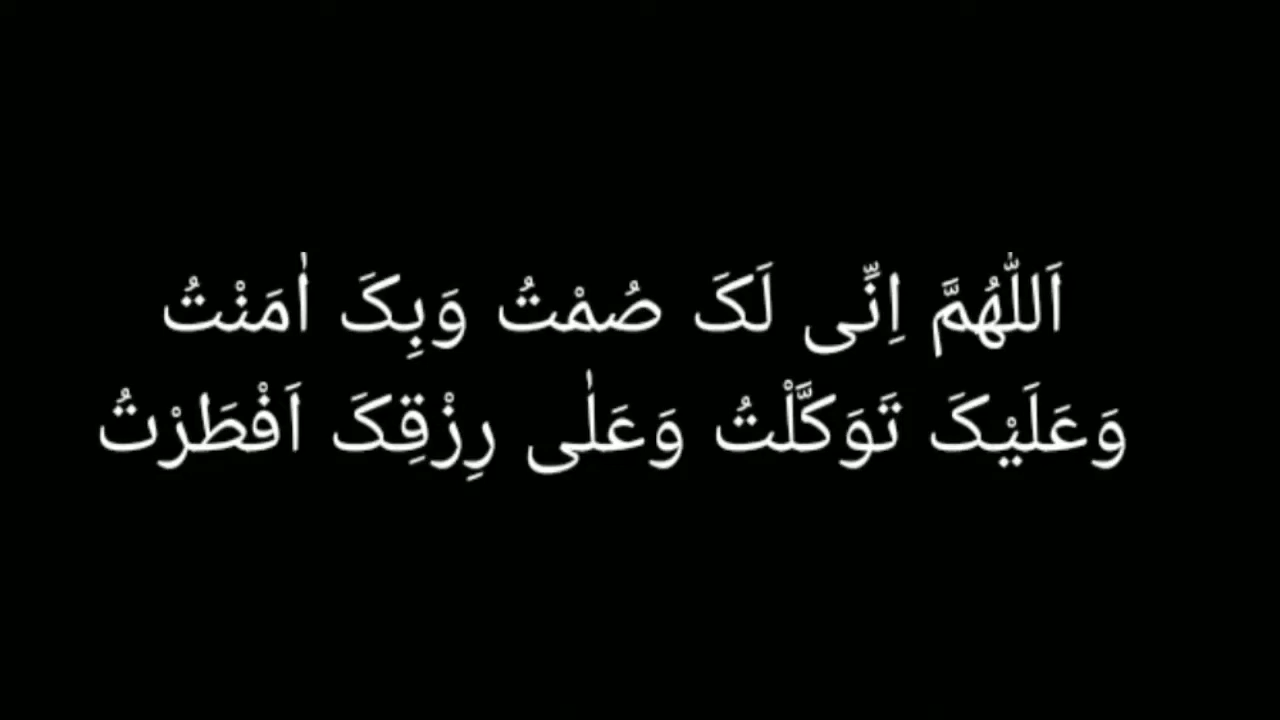 اَللّٰهُمَّ اِنِّی لَکَ صُمْتُ وَبِکَ اٰمَنْتُ
وَعَلَیْکَ تَوَکَّلْتُ وَعَلٰی رِزْقِکَ اَفْطَرْتُ